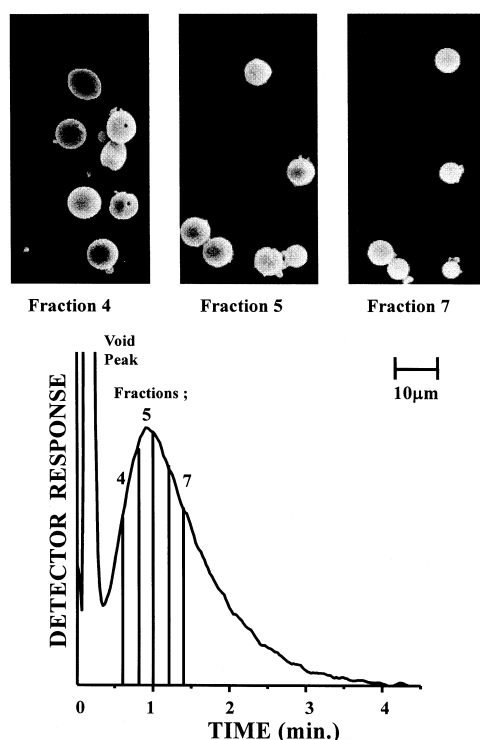 Fraction 4
Fraction 5
Fraction 7
Void
Peak
Fractions ;
5
4
7
10µm
DETECTOR RESPONSE
0 1 2 3 4
TIME (min.)